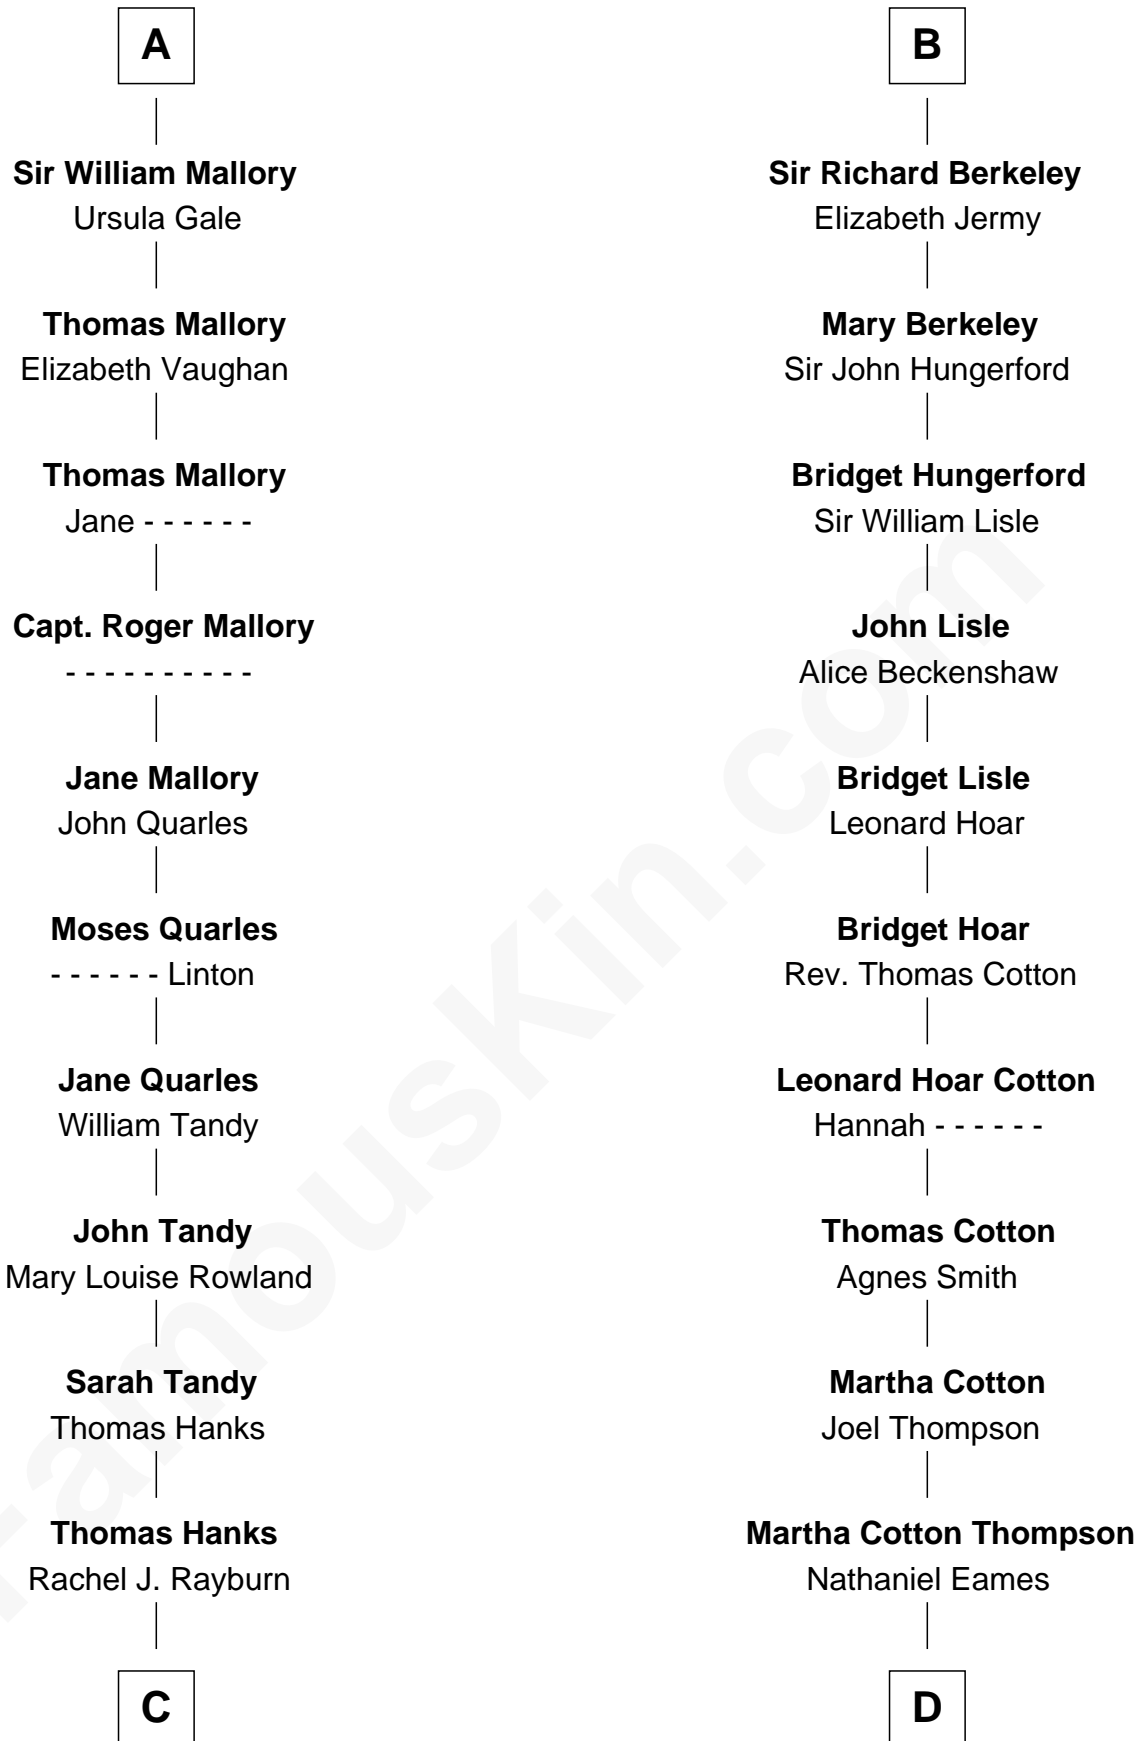 A
Sir William Mallory
Ursula Gale
Thomas Mallory
Elizabeth Vaughan
Thomas Mallory
Jane - - - - - -
Capt. Roger Mallory
- - - - - - - - - -
Jane Mallory
John Quarles
Moses Quarles
- - - - - - Linton
Jane Quarles
William Tandy
John Tandy
Mary Louise Rowland
Sarah Tandy
Thomas Hanks
Thomas Hanks
Rachel J. Rayburn
C
B
Sir Richard Berkeley
Elizabeth Jermy
Mary Berkeley
Sir John Hungerford
Bridget Hungerford
Sir William Lisle
John Lisle
Alice Beckenshaw
Bridget Lisle
Leonard Hoar
Bridget Hoar
Rev. Thomas Cotton
Leonard Hoar Cotton
Hannah - - - - - -
Thomas Cotton
Agnes Smith
Martha Cotton
Joel Thompson
Martha Cotton Thompson
Nathaniel Eames
D
FamousKin.com